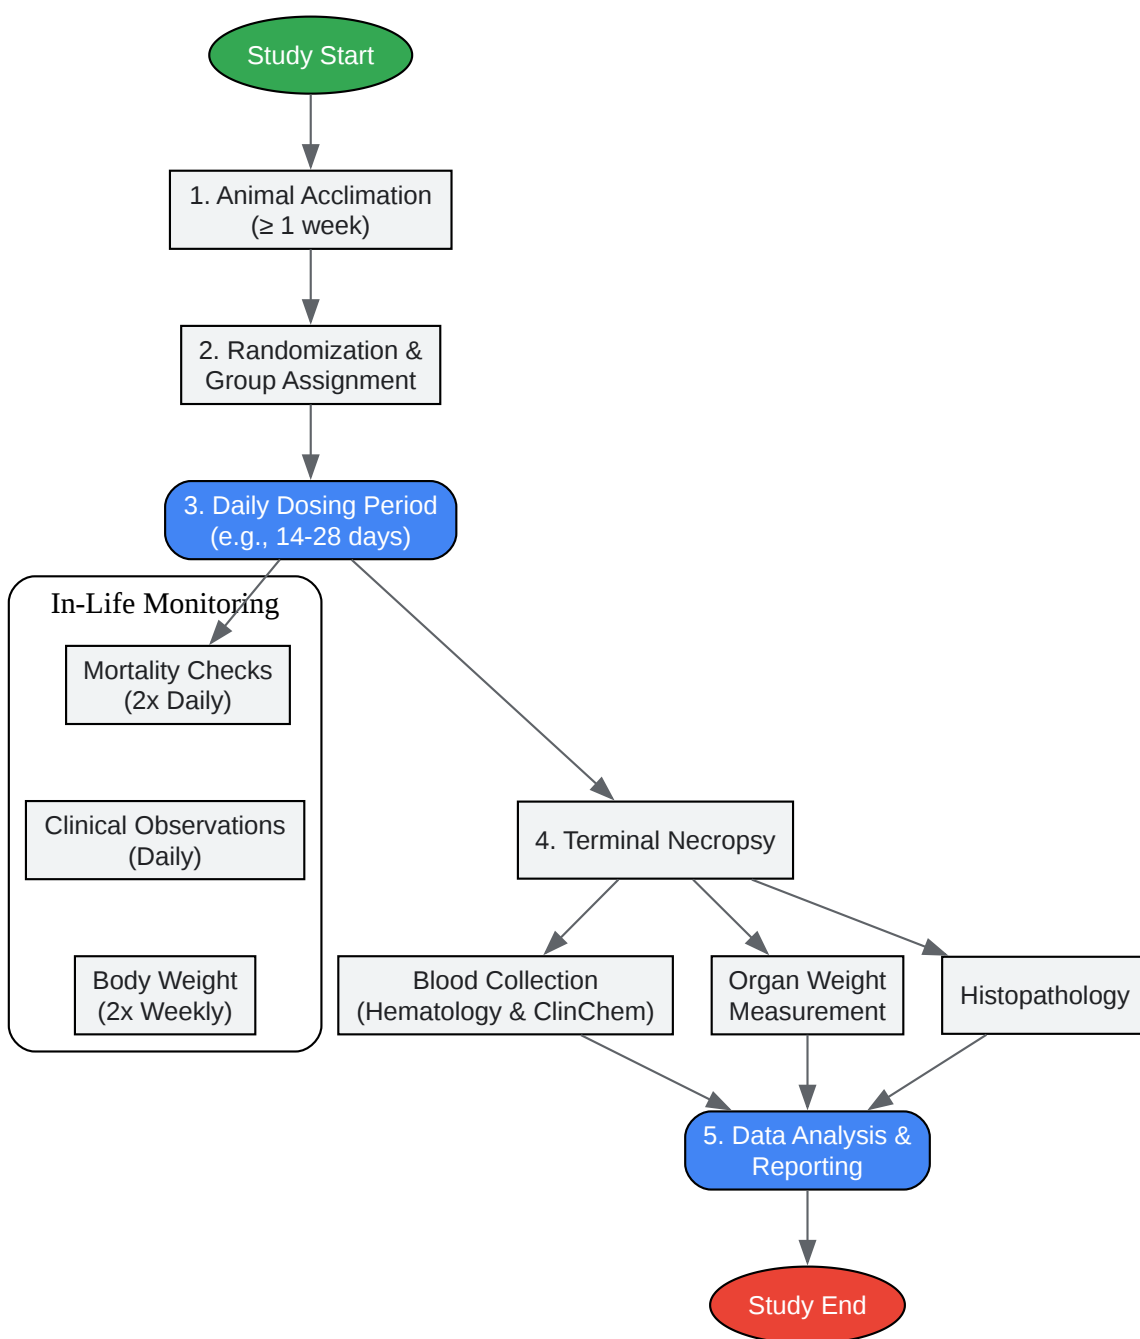 Study Start
1. Animal Acclimation
(≥ 1 week)
2. Randomization &
Group Assignment
3. Daily Dosing Period
(e.g., 14-28 days)
In-Life Monitoring
Mortality Checks
(2x Daily)
Clinical Observations
(Daily)
4. Terminal Necropsy
Body Weight
(2x Weekly)
Blood Collection
(Hematology & ClinChem)
Organ Weight
Measurement
Histopathology
5. Data Analysis &
Reporting
Study End